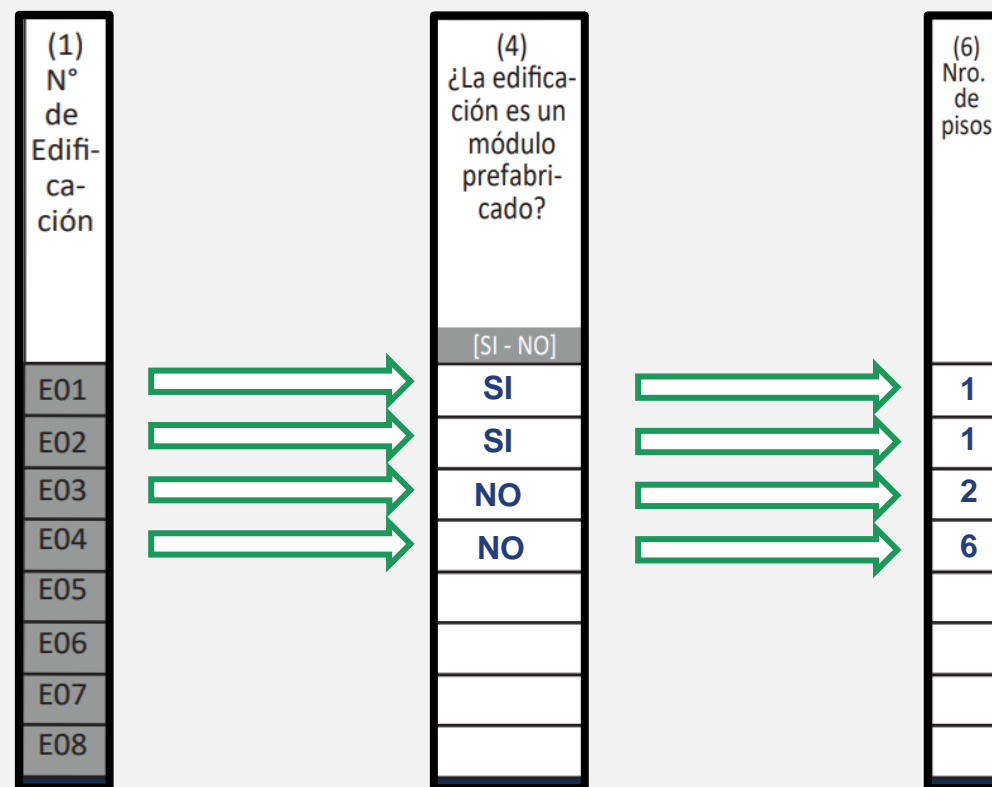 (1)
N°
de
Edifi-
ca-
ción
(4)
¿La edifica-
ción es un
módulo
prefabri-
cado?
[SI - NO]
(6)
Nro.
de
pisos
E01
SI
1
E02
SI
1
E03
NO
2
E04
NO
6
E05
E06
E07
E08